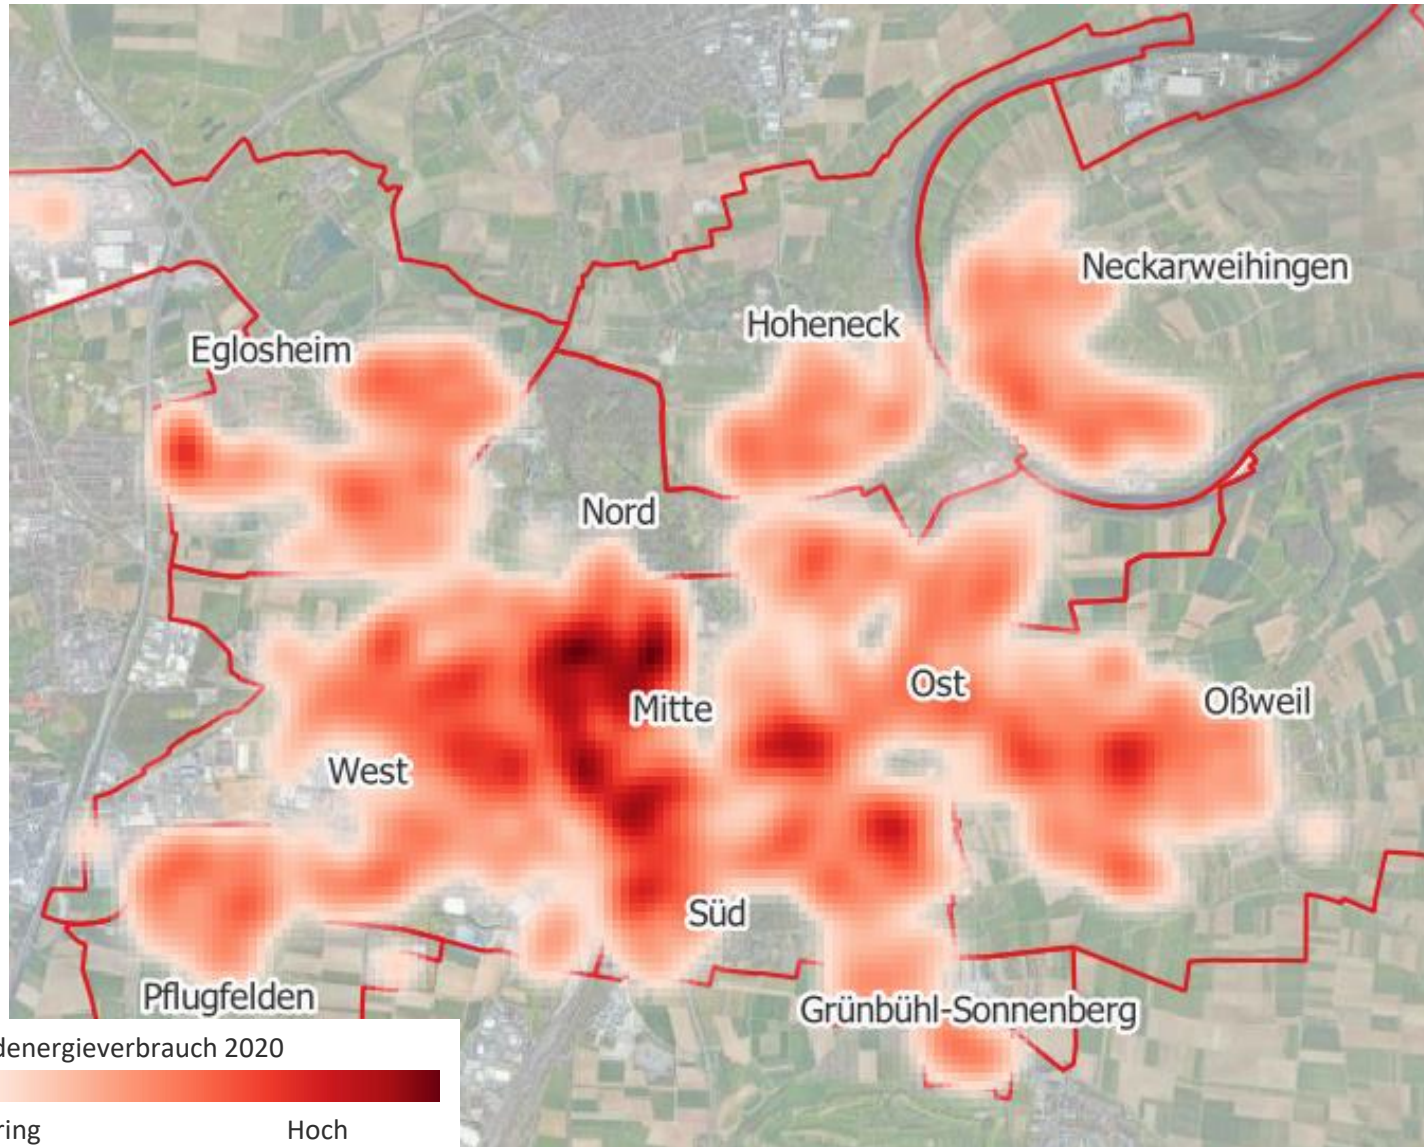 Neckarweihingen
Hoheneck
Eglosheim
Nord
Ost
Oßweil
Mitte
West
Süd
Pflugfelden
Grünbühl-Sonnenberg
denergieverbrauch 2020
ring
Hoch